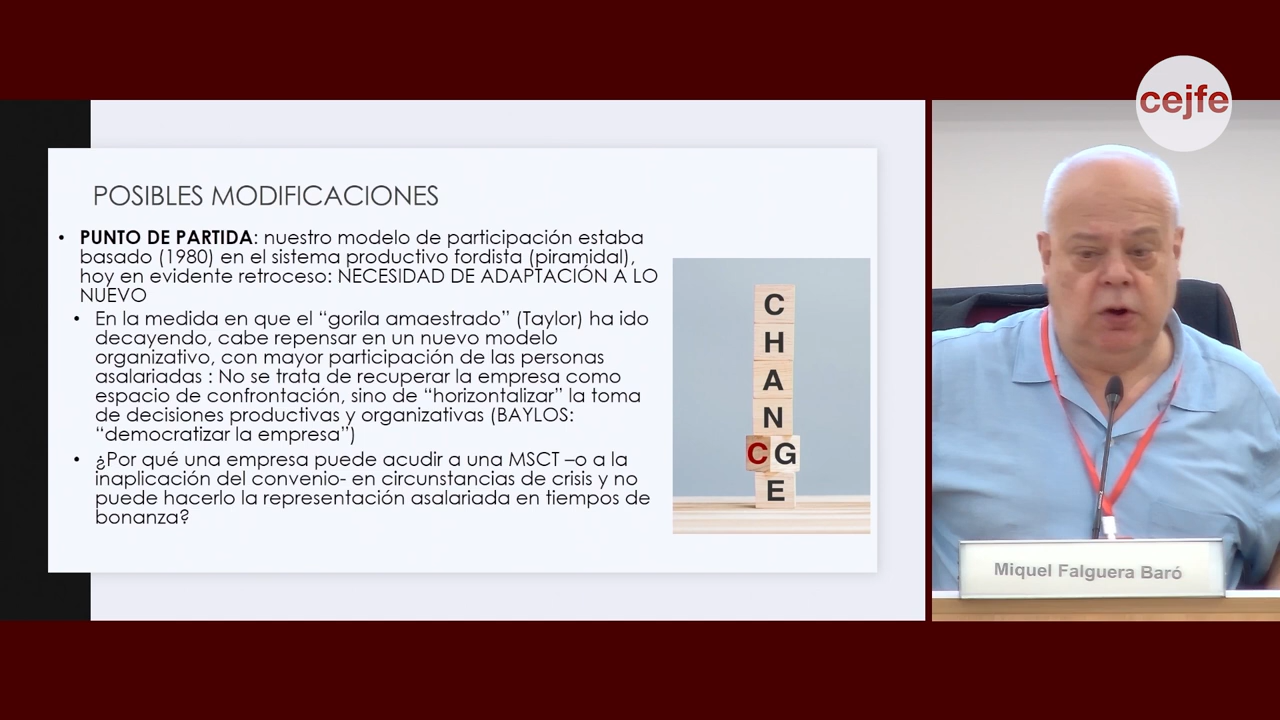 cejfe
POSIBLES MODIFICACIONES
• PUNTO DE PARTIDA: nuestro modelo de participación estaba
basado (1980) en el sistema productivo fordista (piramidal),
hoy en evidente retroceso: NECESIDAD DE ADAPTACIÓN A LO
NUEVO
• En la medida en que el “gorila amaestrado” (Taylor) ha ido
decayendo, cabe repensar en un nuevo modelo
organizativo, con mayor participación de las personas
asalariadas : No se trata de recuperar la empresa como
espacio de confrontación, sino de “horizontalizar” la toma
de decisiones productivas y organizativas (BAYLOS:
“democratizar la empresa”)
• ¿Por qué una empresa puede acudir a una MSCT –o a la
inaplicación del convenio- en circunstancias de crisis y no
puede hacerlo la representación asalariada en tiempos de
bonanza?
C
H
A
N
C G
E
Miquel Falguera Baró